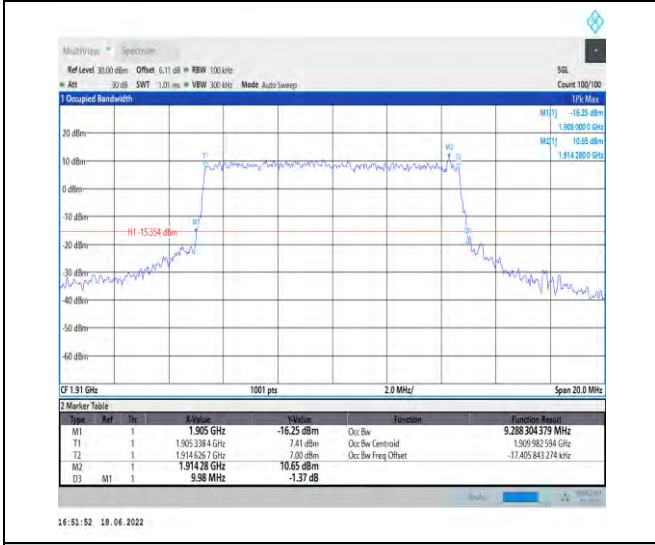 MultiView Spectrum
Ref Level 30.00 dBm Offset 6.11 dB RBW 100 kHz SGL
Att 30 dB SWT 1.01 ms VBW 300 kHz Mode Auto Sweep Count 100/100
1 Occupied Bandwidth 1Pk Max
M1[1] -16.25 dBm
1.905 000 0 GHz
M2[1] 10.65 dBm
1.914 280 0 GHz
20 dBm
M2
T1 T2
10 dBm
0 dBm
-10 dBm
M1
H1 -15.354 dBm
-20 dBm
-30 dBm
-40 dBm
-50 dBm
-60 dBm
CF 1.91 GHz 1001 pts 2.0 MHz/ Span 20.0 MHz
2 Marker Table
Type Ref Trc X-Value Y-Value Function Function Result
M1 1 1.905 GHz -16.25 dBm Occ Bw 9.288 304 379 MHz
T1 1 1.905 338 4 GHz 7.41 dBm Occ Bw Centroid 1.909 982 594 GHz
T2 1 1.914 626 7 GHz 7.00 dBm Occ Bw Freq Offset -17.405 843 274 kHz
M2 1 1.914 28 GHz 10.65 dBm
D3 M1 1 9.98 MHz -1.37 dB
16:51:52 18.06.2022